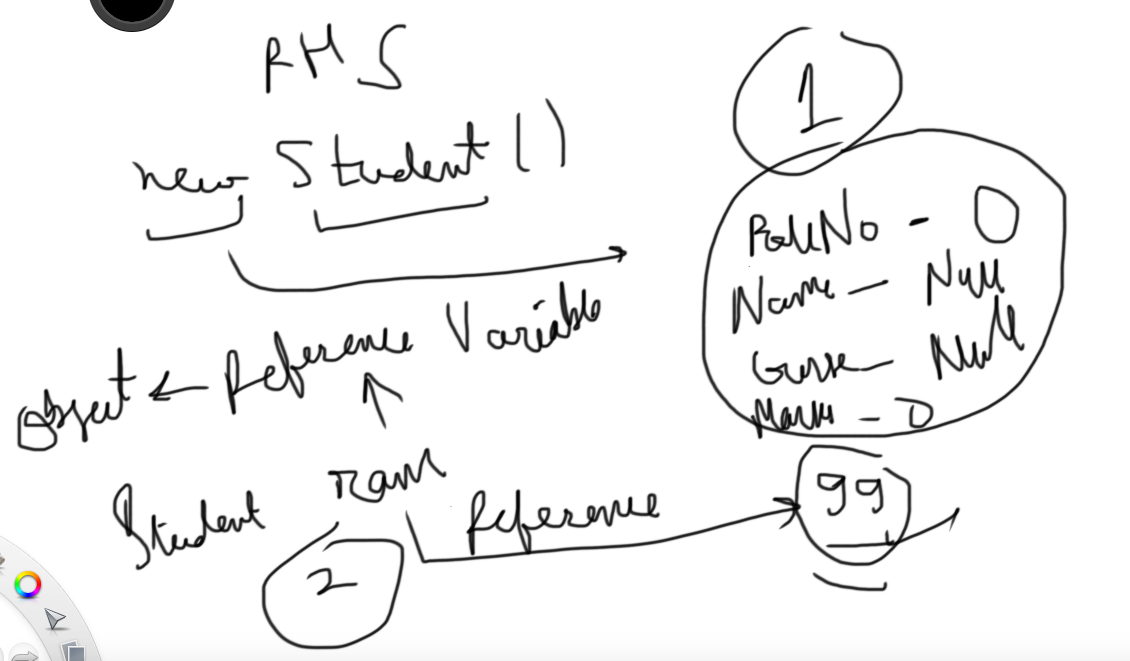 RHS
1
new Student ()
RollNo - 0
Name - Null
Course - Null
Marks - 0
Object ← Reference Variable
Student ram
Reference
99
2